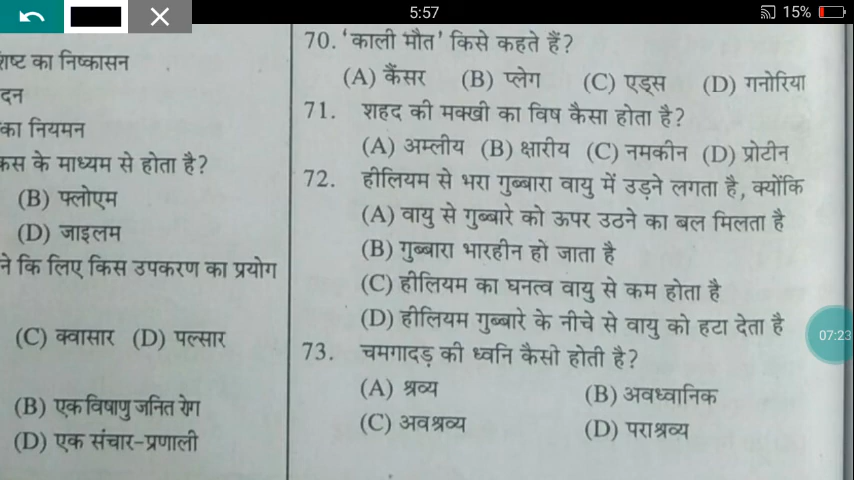 5:57
15%
का निष्कासन
दन
का नियमन
के माध्यम से होता है?
(B) फ्लोएम
(D) जाइलम
ने कि लिए किस उपकरण का प्रयोग
(C) क्वासार (D) पल्सार
(B) एक विषाणु जनित रोग
(D) एक संचार-प्रणाली
70. 'काली मौत' किसे कहते हैं?
(A) कैंसर (B) प्लेग (C) एड्स (D) गनोरिया
71. शहद की मक्खी का विष कैसा होता है?
(A) अम्लीय (B) क्षारीय (C) नमकीन (D) प्रोटीन
72. हीलियम से भरा गुब्बारा वायु में उड़ने लगता है, क्योंकि
(A) वायु से गुब्बारे को ऊपर उठने का बल मिलता है
(B) गुब्बारा भारहीन हो जाता है
(C) हीलियम का घनत्व वायु से कम होता है
(D) हीलियम गुब्बारे के नीचे से वायु को हटा देता है
73. चमगादड़ की ध्वनि कैसी होती है?
(A) श्रव्य (B) अवध्वानिक
(C) अवश्रव्य (D) पराश्रव्य
07:23